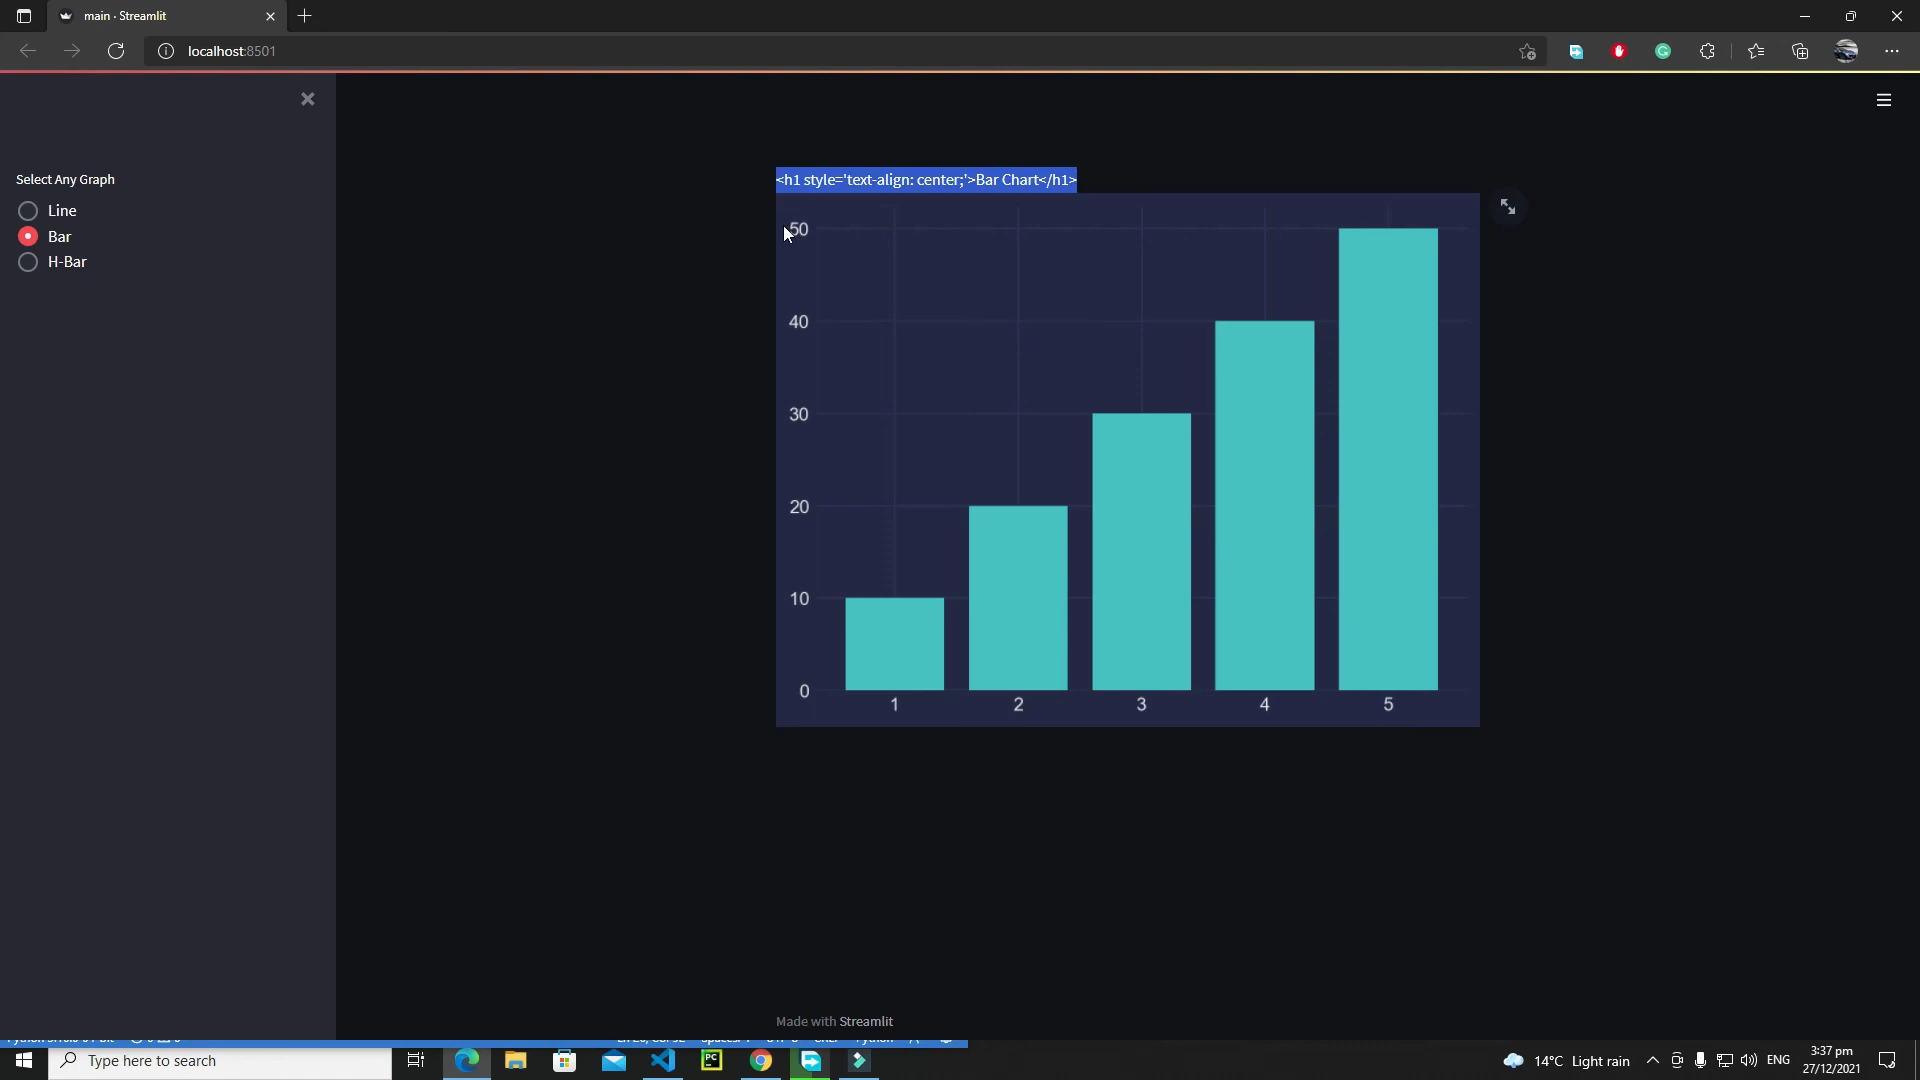 main · Streamlit
localhost:8501
Select Any Graph
Line
Bar
H-Bar
<h1 style='text-align: center;'>Bar Chart</h1>
50
40
30
20
10
0
1 2 3 4 5
Made with Streamlit
Type here to search
PC
14°C Light rain
ENG
3:37 pm
27/12/2021